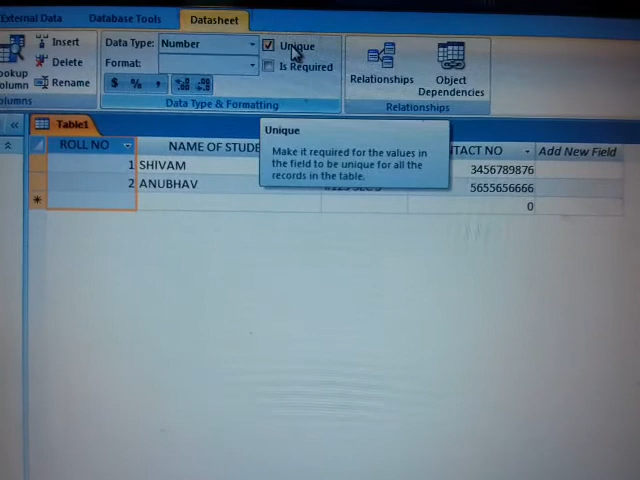 External Data Database Tools Datasheet
Insert
Delete
Rename
Data Type: Number
Format:
$ % ,
Unique
Is Required
Data Type & Formatting
Relationships
Object
Dependencies
Relationships
Table1
ROLL NO NAME OF STUDE TACT NO Add New Field
1 SHIVAM 3456789876
2 ANUBHAV 5655656666
0
Unique
Make it required for the values in
the field to be unique for all the
records in the table.